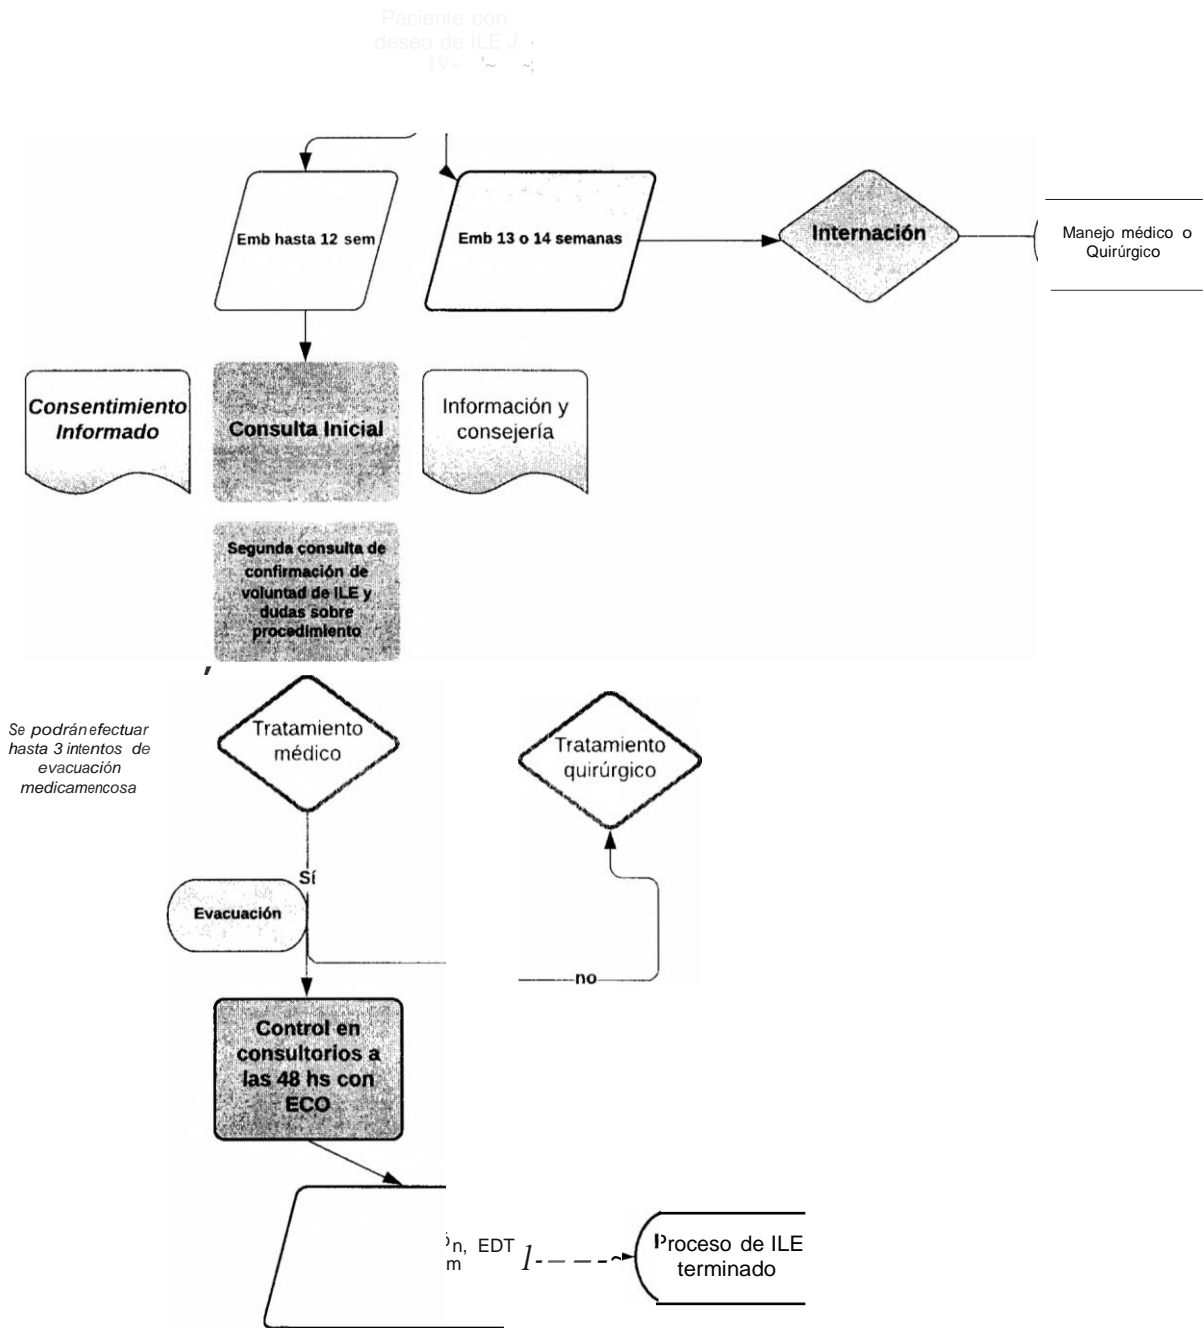 Paciente con
deseo de ILE /
Emb hasta 12 sem
Emb 13 o 14 semanas
Internación
Manejo médico o
Quirúrgico
Consentimiento
Informado
Consulta Inicial
Información y
consejería
Segunda consulta de
confirmación de
voluntad de ILE y
dudas sobre
procedimiento
Se podrán efectuar
hasta 3 intentos de
evacuación
medicamencosa
Tratamiento
médico
Tratamiento
quirúrgico
Sí
Evacuación
no
Control en
consultorios a
las 48 hs con
ECO
EDT
Proceso de ILE
terminado